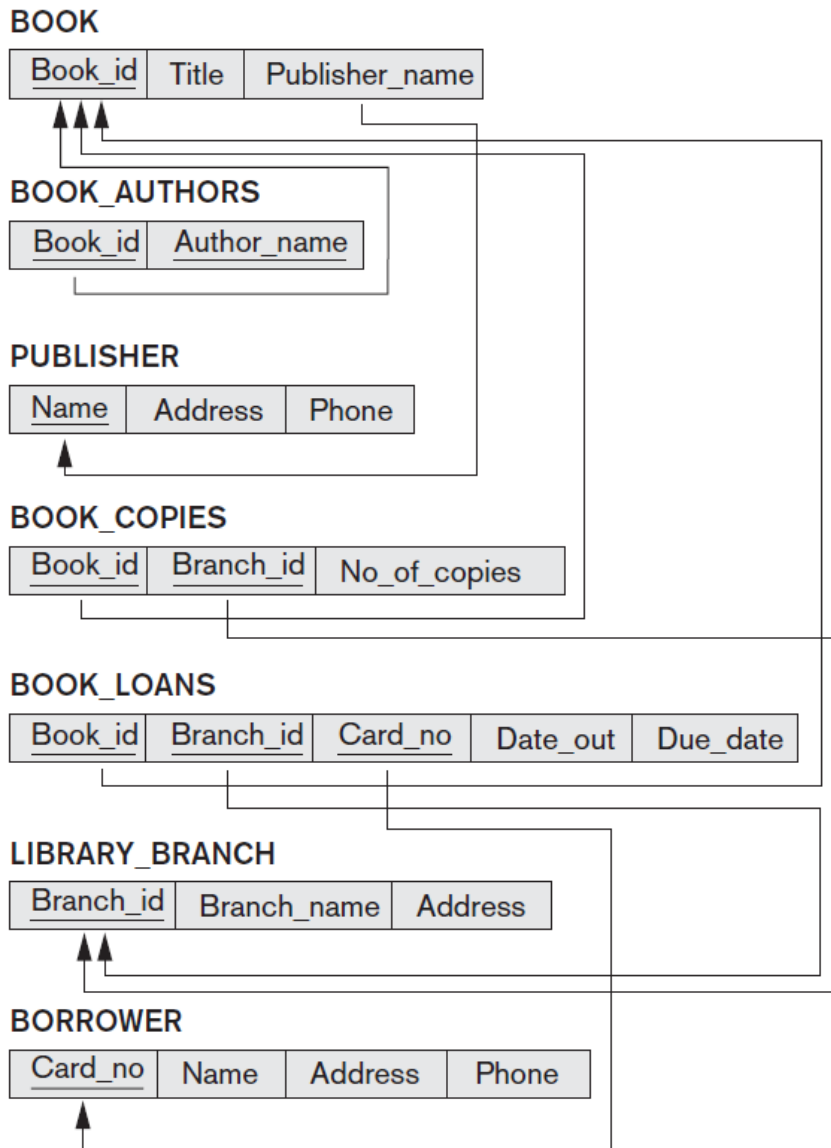 BOOK
Book_id Title Publisher_name
BOOK_AUTHORS
Book_id Author_name
PUBLISHER
Name Address Phone
BOOK_COPIES
Book_id Branch_id No_of_copies
BOOK_LOANS
Book_id Branch_id Card_no Date_out Due_date
LIBRARY_BRANCH
Branch_id Branch_name Address
BORROWER
Card_no Name Address Phone